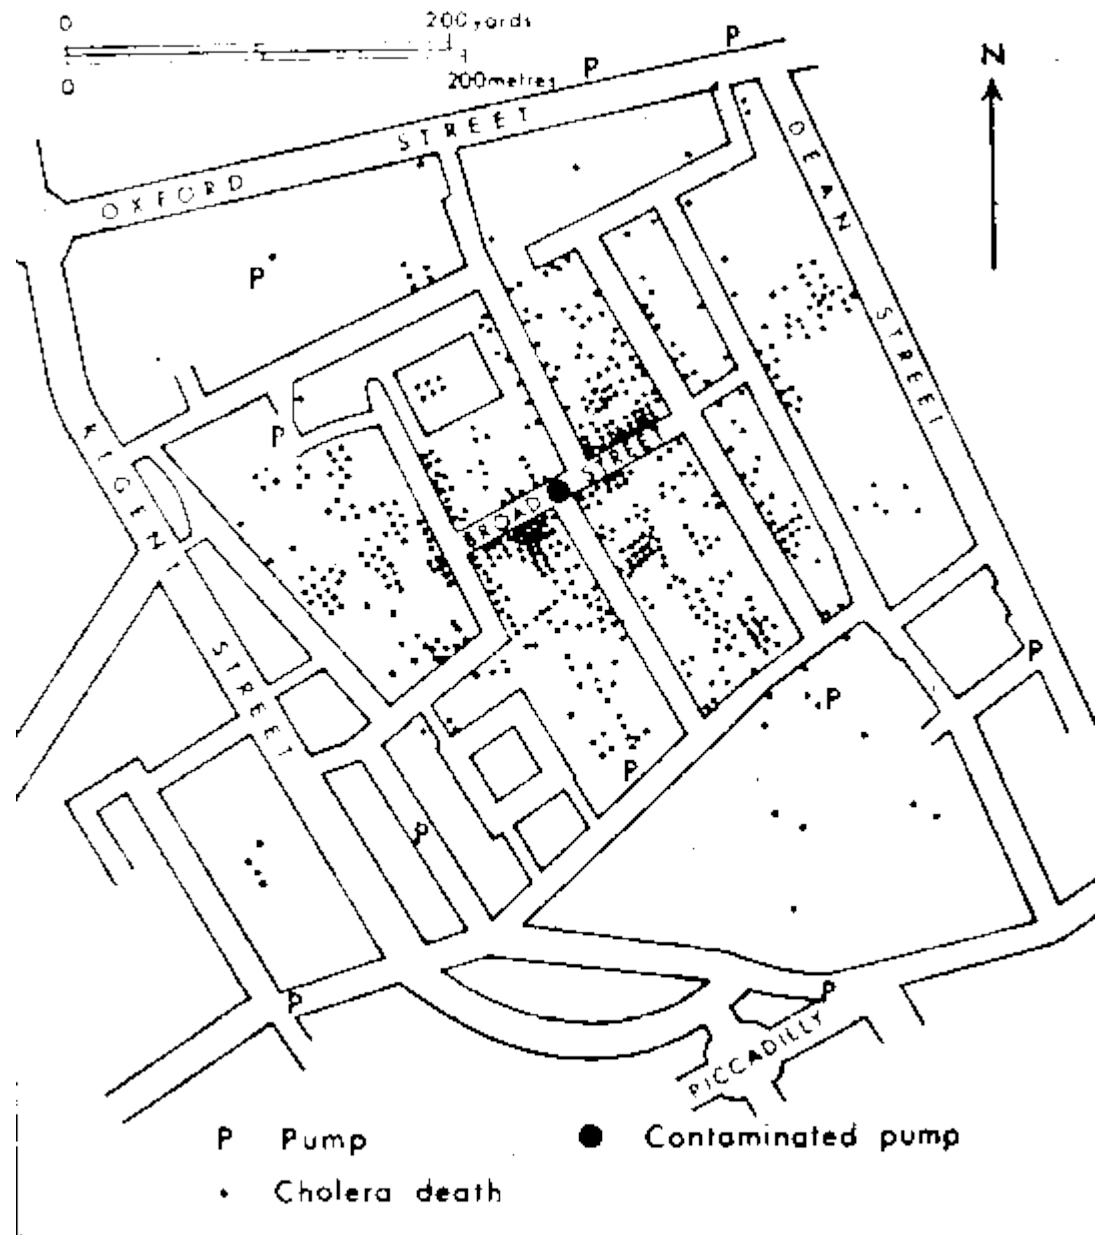 0 200 yards
0 200 metres
N
P
P
OXFORD STREET
DEAN STREET
P
P
REGENT STREET
BROAD STREET
P
P
P
P
P
P
PICCADILLY
P Pump
Contaminated pump
Cholera death